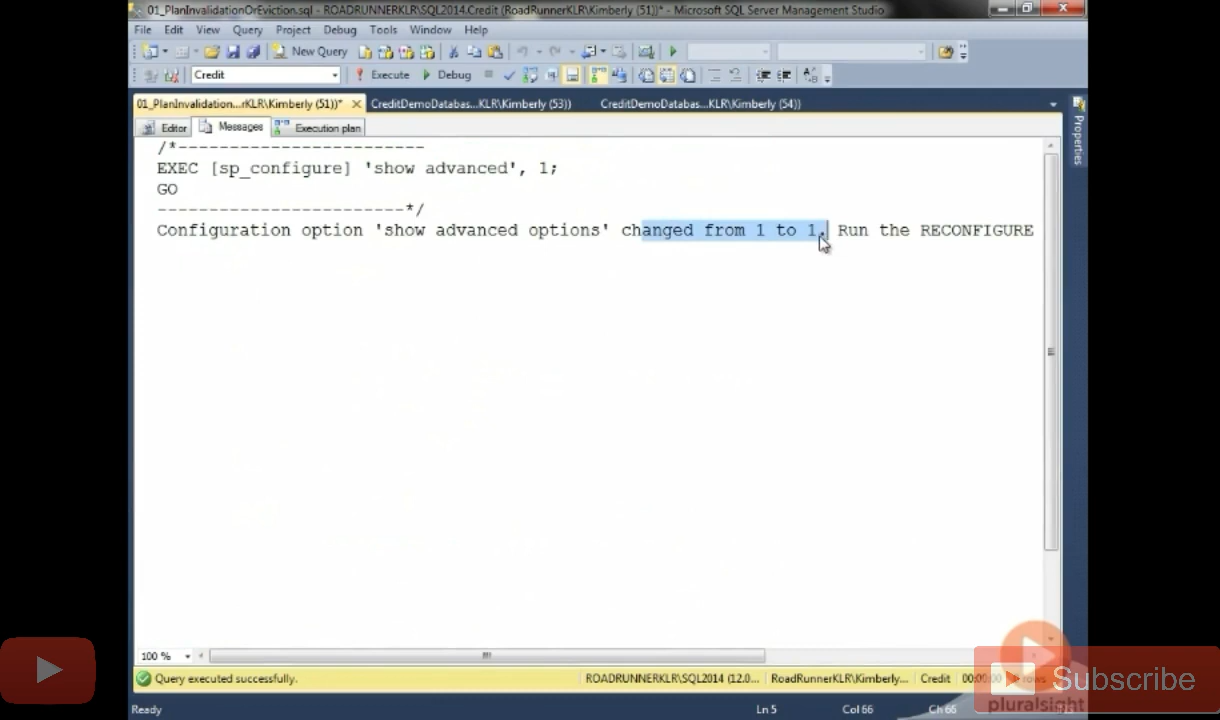 01_PlanInvalidationOrEviction.sql - ROADRUNNERKLR\SQL2014.Credit (RoadRunnerKLR\Kimberly (51))* - Microsoft SQL Server Management Studio
File Edit View Query Project Debug Tools Window Help
New Query
Credit Execute Debug
01_PlanInvalidation...rKLR\Kimberly (51))* CreditDemoDatabas...KLR\Kimberly (53)) CreditDemoDatabas...KLR\Kimberly (54))
Properties
Editor Messages Execution plan
/*------------------------
EXEC [sp_configure] 'show advanced', 1;
GO
------------------------*/
Configuration option 'show advanced options' changed from 1 to 1. Run the RECONFIGURE
100 %
Query executed successfully. ROADRUNNERKLR\SQL2014 (12.0... RoadRunnerKLR\Kimberly... Credit rows
Subscribe
pluralsight
Ready Ln 5 Col 66 Ch 66